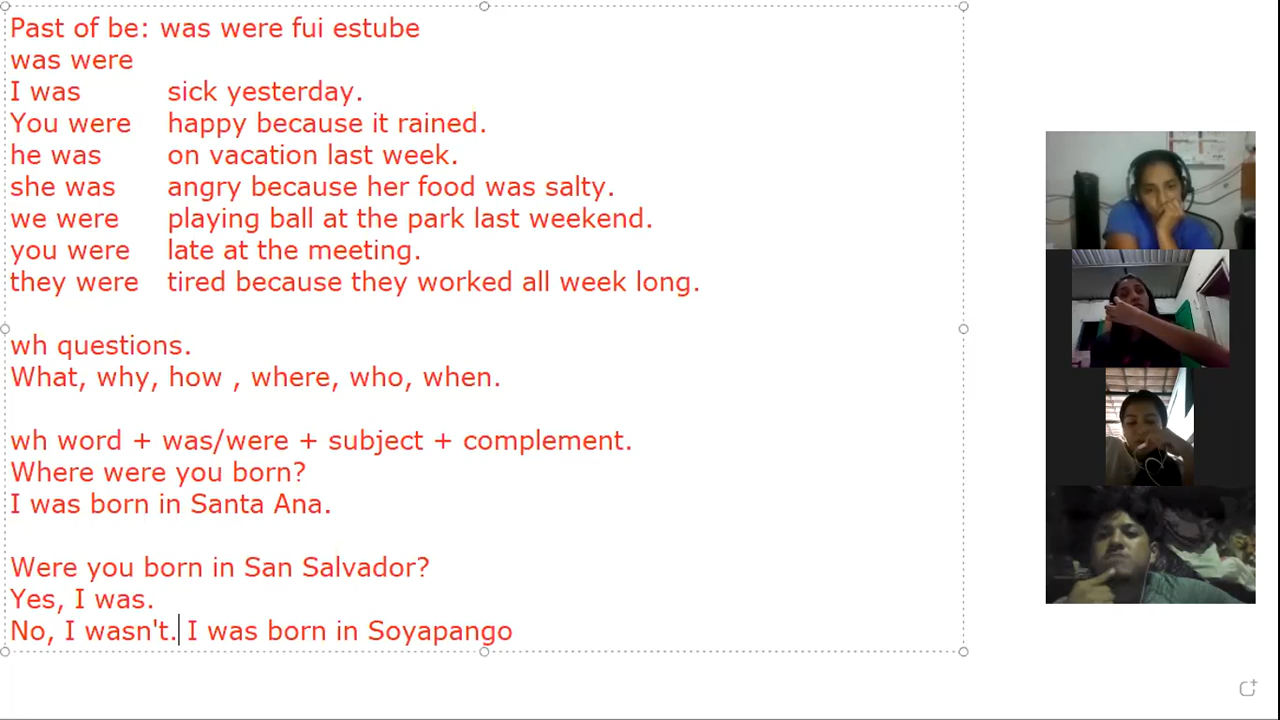 Past of be: was were fui estube
was were
I was sick yesterday.
You were happy because it rained.
he was on vacation last week.
she was angry because her food was salty.
we were playing ball at the park last weekend.
you were late at the meeting.
they were tired because they worked all week long.
wh questions.
What, why, how , where, who, when.
wh word + was/were + subject + complement.
Where were you born?
I was born in Santa Ana.
Were you born in San Salvador?
Yes, I was.
No, I wasn't. I was born in Soyapango